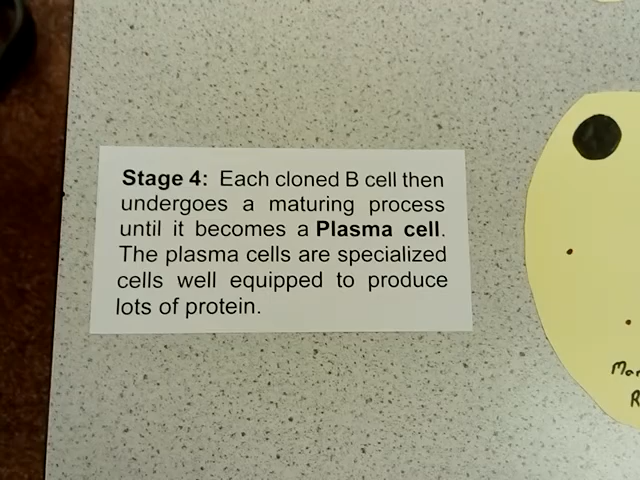 Stage 4: Each cloned B cell then
undergoes a maturing process
until it becomes a Plasma cell.
The plasma cells are specialized
cells well equipped to produce
lots of protein.